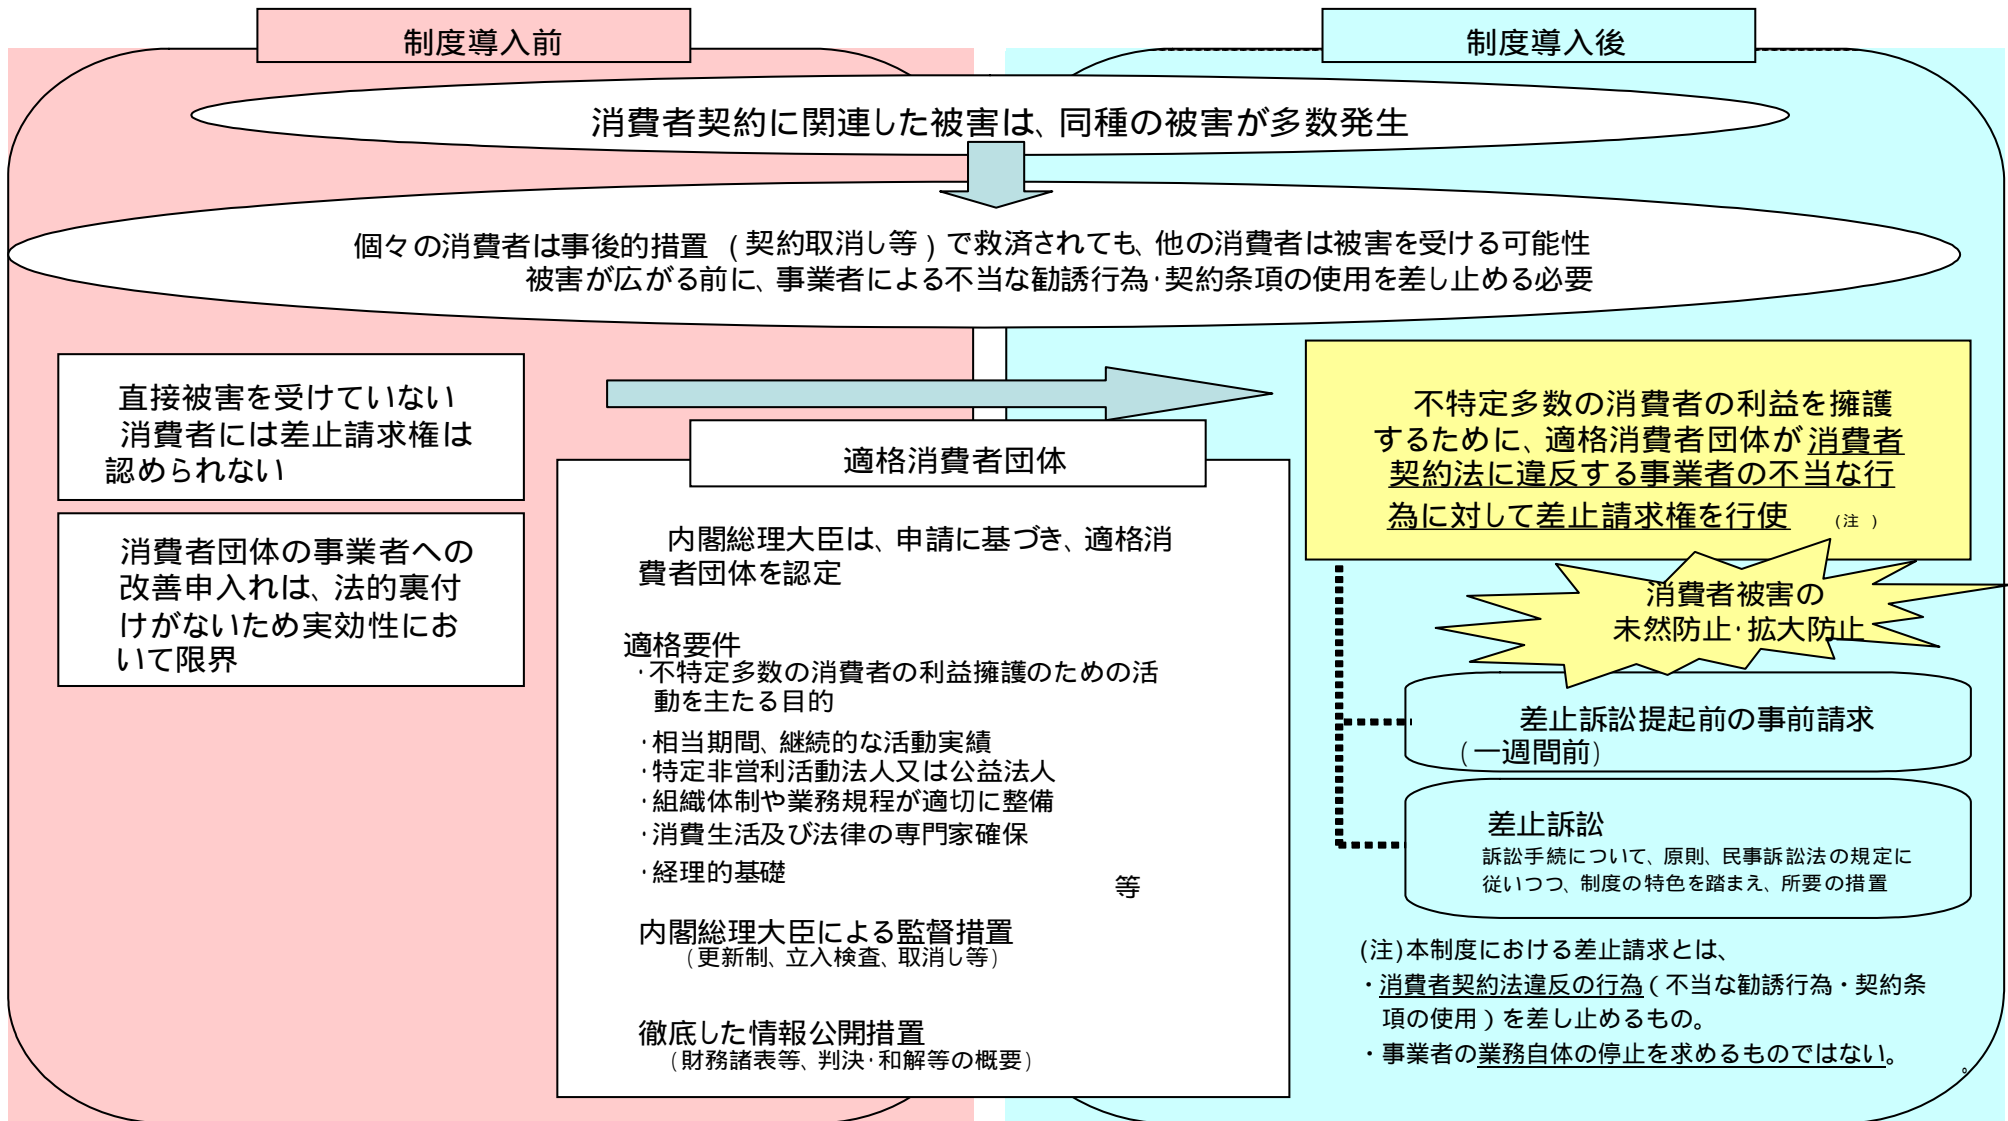 制度導入前
制度導入後
消費者契約に関連した被害は、同種の被害が多数発生
個々の消費者は事後的措置（契約取消し等）で救済されても、他の消費者は被害を受ける可能性
被害が広がる前に、事業者による不当な勧誘行為・契約条項の使用を差し止める必要
直接被害を受けていない
消費者には差止請求権は
認められない
消費者団体の事業者への
改善申入れは、法的裏付
けがないため実効性にお
いて限界
適格消費者団体
内閣総理大臣は、申請に基づき、適格消
費者団体を認定
適格要件
・不特定多数の消費者の利益擁護のための活
動を主たる目的
・相当期間、継続的な活動実績
・特定非営利活動法人又は公益法人
・組織体制や業務規程が適切に整備
・消費生活及び法律の専門家確保
・経理的基礎
等
内閣総理大臣による監督措置
（更新制、立入検査、取消し等）
徹底した情報公開措置
（財務諸表等、判決・和解等の概要）
不特定多数の消費者の利益を擁護
するために、適格消費者団体が消費者
契約法に違反する事業者の不当な行
為に対して差止請求権を行使 （注 ）
消費者被害の
未然防止・拡大防止
差止訴訟提起前の事前請求
（一週間前）
差止訴訟
訴訟手続について、原則、民事訴訟法の規定に
従いつつ、制度の特色を踏まえ、所要の措置
(注)本制度における差止請求とは、
・消費者契約法違反の行為（不当な勧誘行為・契約条
項の使用）を差し止めるもの。
・事業者の業務自体の停止を求めるものではない。
。